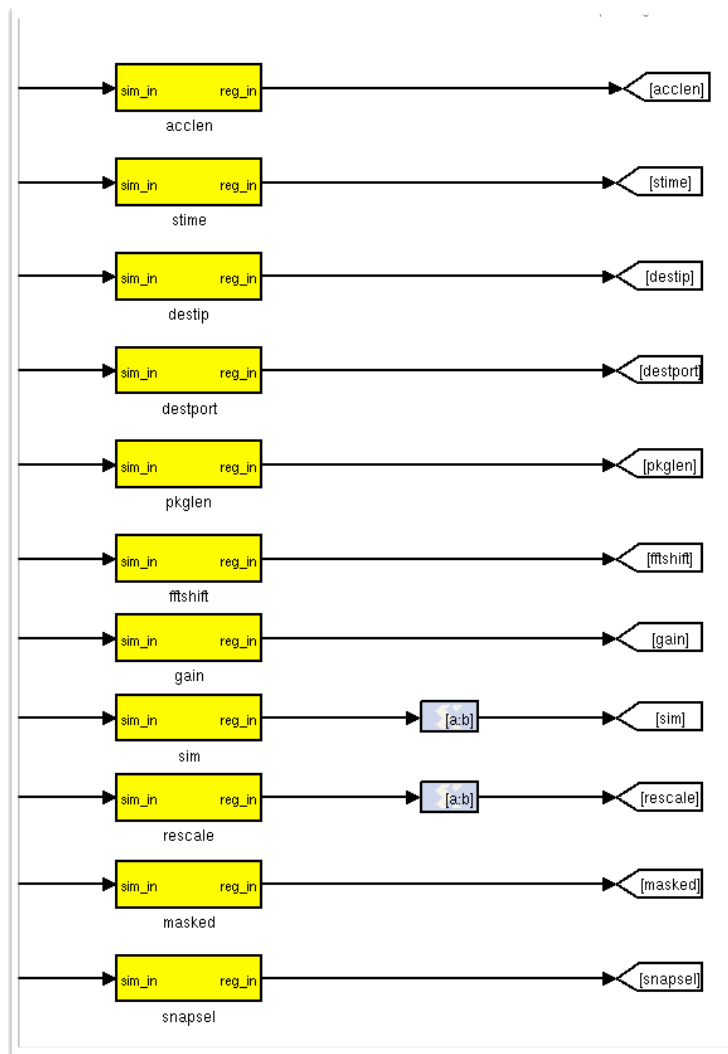 sim_in reg_in [acclen]
acclen
sim_in reg_in [stime]
stime
sim_in reg_in [destip]
destip
sim_in reg_in [destport]
destport
sim_in reg_in [pkglen]
pkglen
sim_in reg_in [fftshift]
fftshift
sim_in reg_in [gain]
gain
sim_in reg_in [a:b] [sim]
sim
sim_in reg_in [a:b] [rescale]
rescale
sim_in reg_in [masked]
masked
sim_in reg_in [snapsel]
snapsel